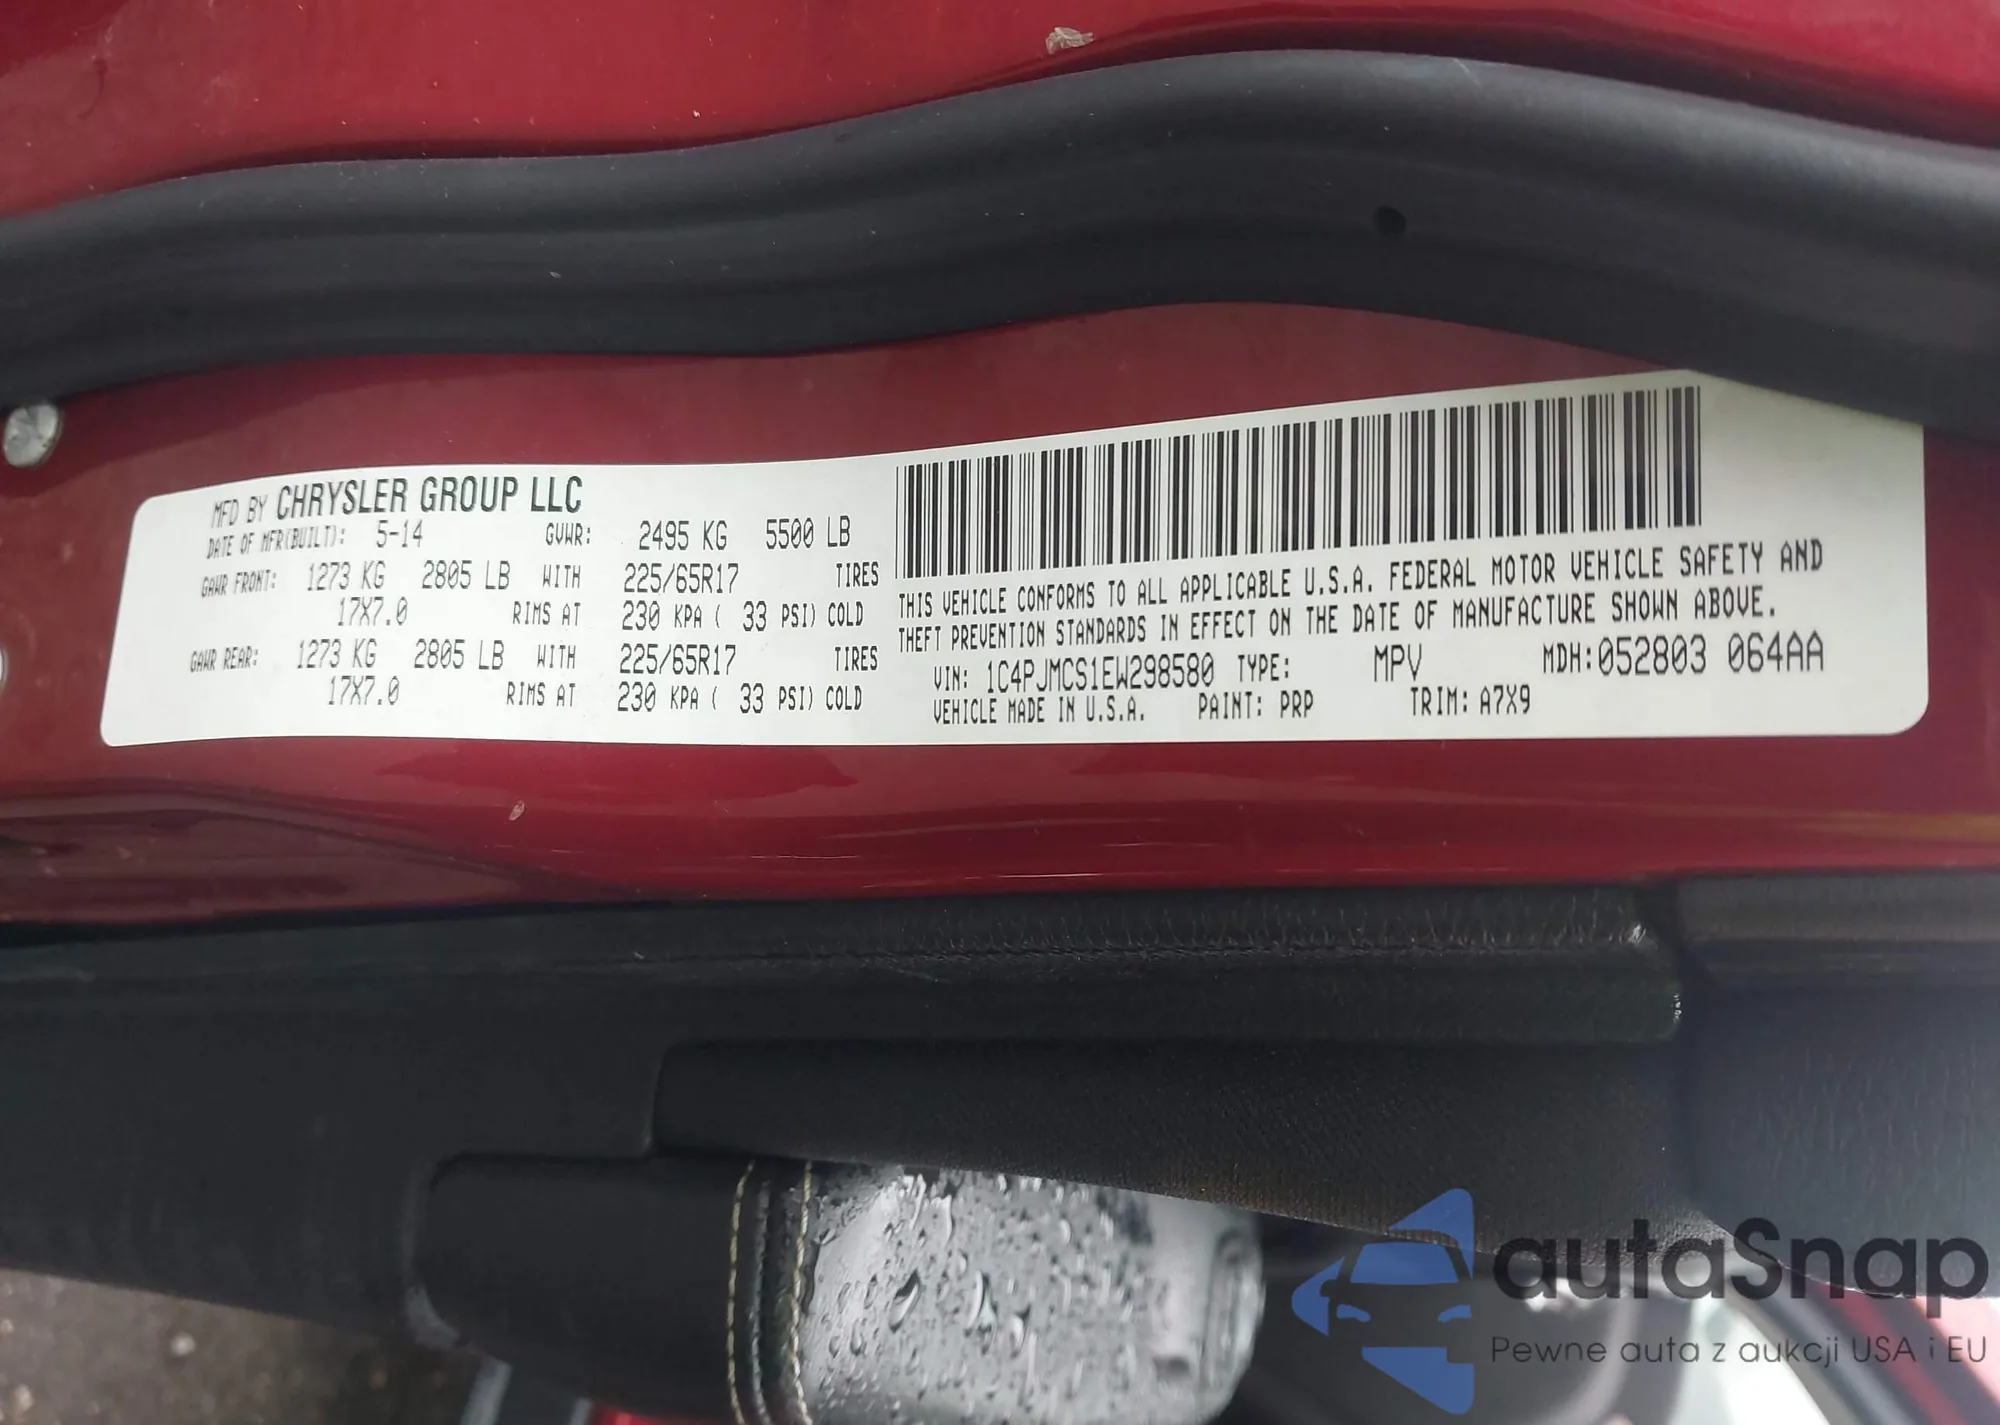 MFD BY CHRYSLER GROUP LLC
DATE OF MFR(BUILT): 5-14 GVWR: 2495 KG 5500 LB
GAWR FRONT: 1273 KG 2805 LB WITH 225/65R17 TIRES
17X7.0 RIMS AT 230 KPA ( 33 PSI) COLD
GAWR REAR: 1273 KG 2805 LB WITH 225/65R17 TIRES
17X7.0 RIMS AT 230 KPA ( 33 PSI) COLD
THIS VEHICLE CONFORMS TO ALL APPLICABLE U.S.A. FEDERAL MOTOR VEHICLE SAFETY AND
THEFT PREVENTION STANDARDS IN EFFECT ON THE DATE OF MANUFACTURE SHOWN ABOVE.
VIN: 1C4PJMCS1EW298580 TYPE: MPV MDH:052803 064AA
VEHICLE MADE IN U.S.A. PAINT: PRP TRIM: A7X9
autaSnap
Pewne auta z aukcji USA i EU